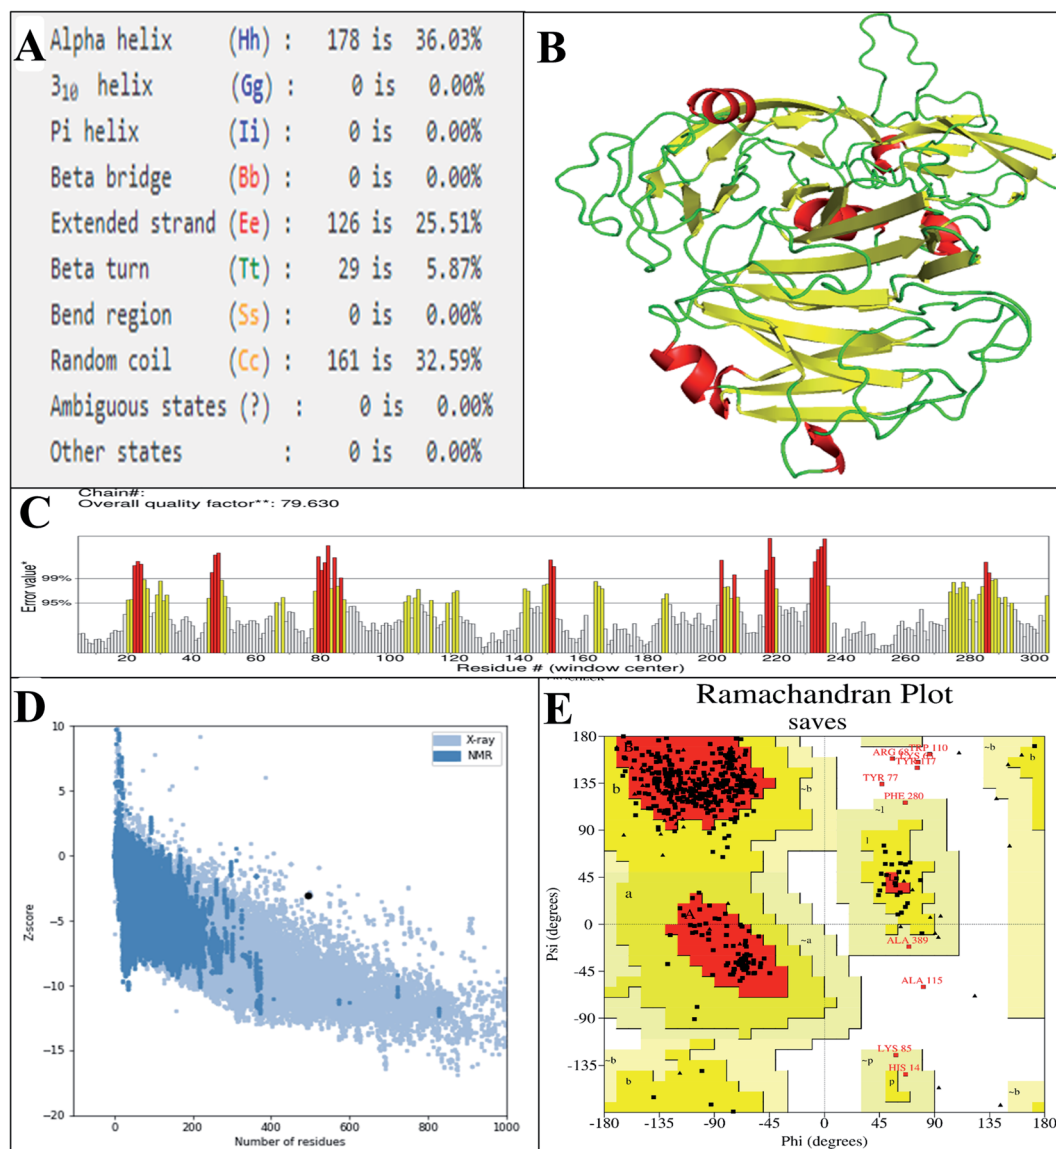 A
Alpha helix (Hh) : 178 is 36.03%
3₁₀ helix (Gg) : 0 is 0.00%
Pi helix (Ii) : 0 is 0.00%
Beta bridge (Bb) : 0 is 0.00%
Extended strand (Ee) : 126 is 25.51%
Beta turn (Tt) : 29 is 5.87%
Bend region (Ss) : 0 is 0.00%
Random coil (Cc) : 161 is 32.59%
Ambiguous states (?) : 0 is 0.00%
Other states : 0 is 0.00%
B
C
Chain#:
Overall quality factor**: 79.630
Error value*
99%
95%
20 40 60 80 100 120 140 160 180 200 220 240 260 280 300
Residue # (window center)
D
X-ray
NMR
10
5
0
−5
−10
−15
−20
Z-score
0 200 400 600 800 1000
Number of residues
E
Ramachandran Plot
saves
180
135
90
45
0
-45
-90
-135
Psi (degrees)
B
b
~b
~b
b
TRP 110
ARG 68
TYR 117
TYR 77
PHE 280
~l
l
a
A
~a
ALA 389
ALA 115
LYS 85
HIS 14
~b
b
~p
p
~b
-180 -135 -90 -45 0 45 90 135 180
Phi (degrees)